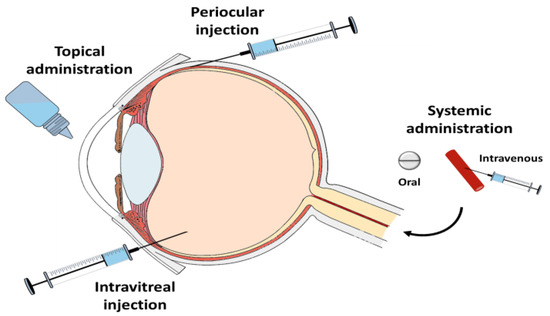 Periocular
injection
Topical
administration
Systemic
administration
Intravenous
Oral
Intravitreal
injection